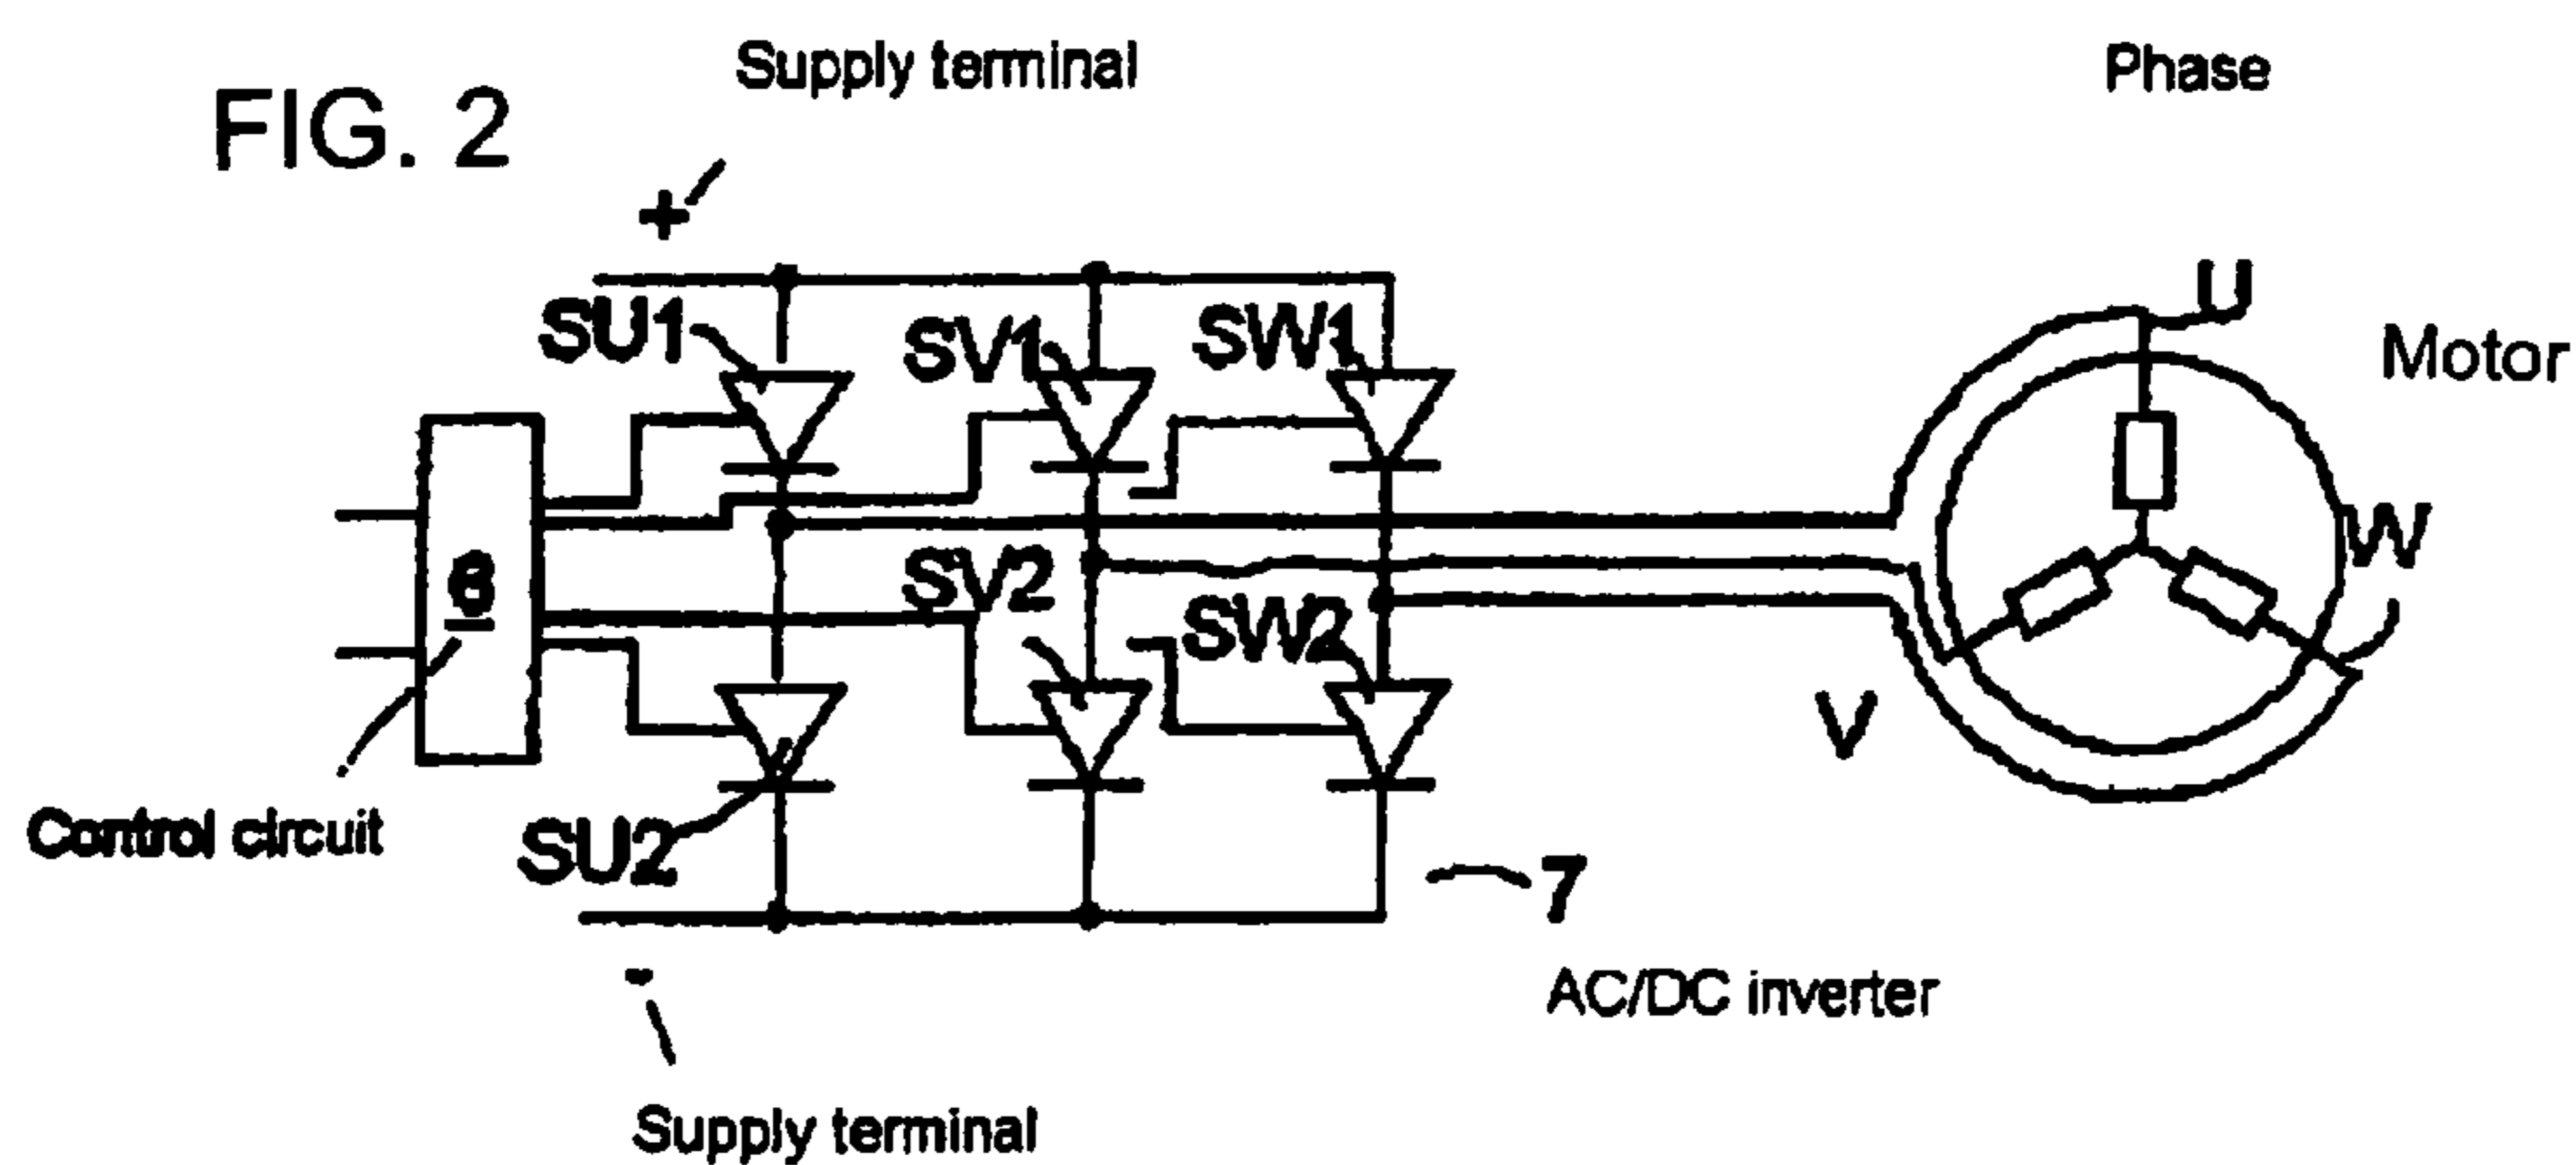 FIG. 2
Supply terminal
Phase
+
U
SU1
SV1
SW1
Motor
W
6
SV2
SW2
V
Control circuit
SU2
7
-
AC/DC inverter
Supply terminal